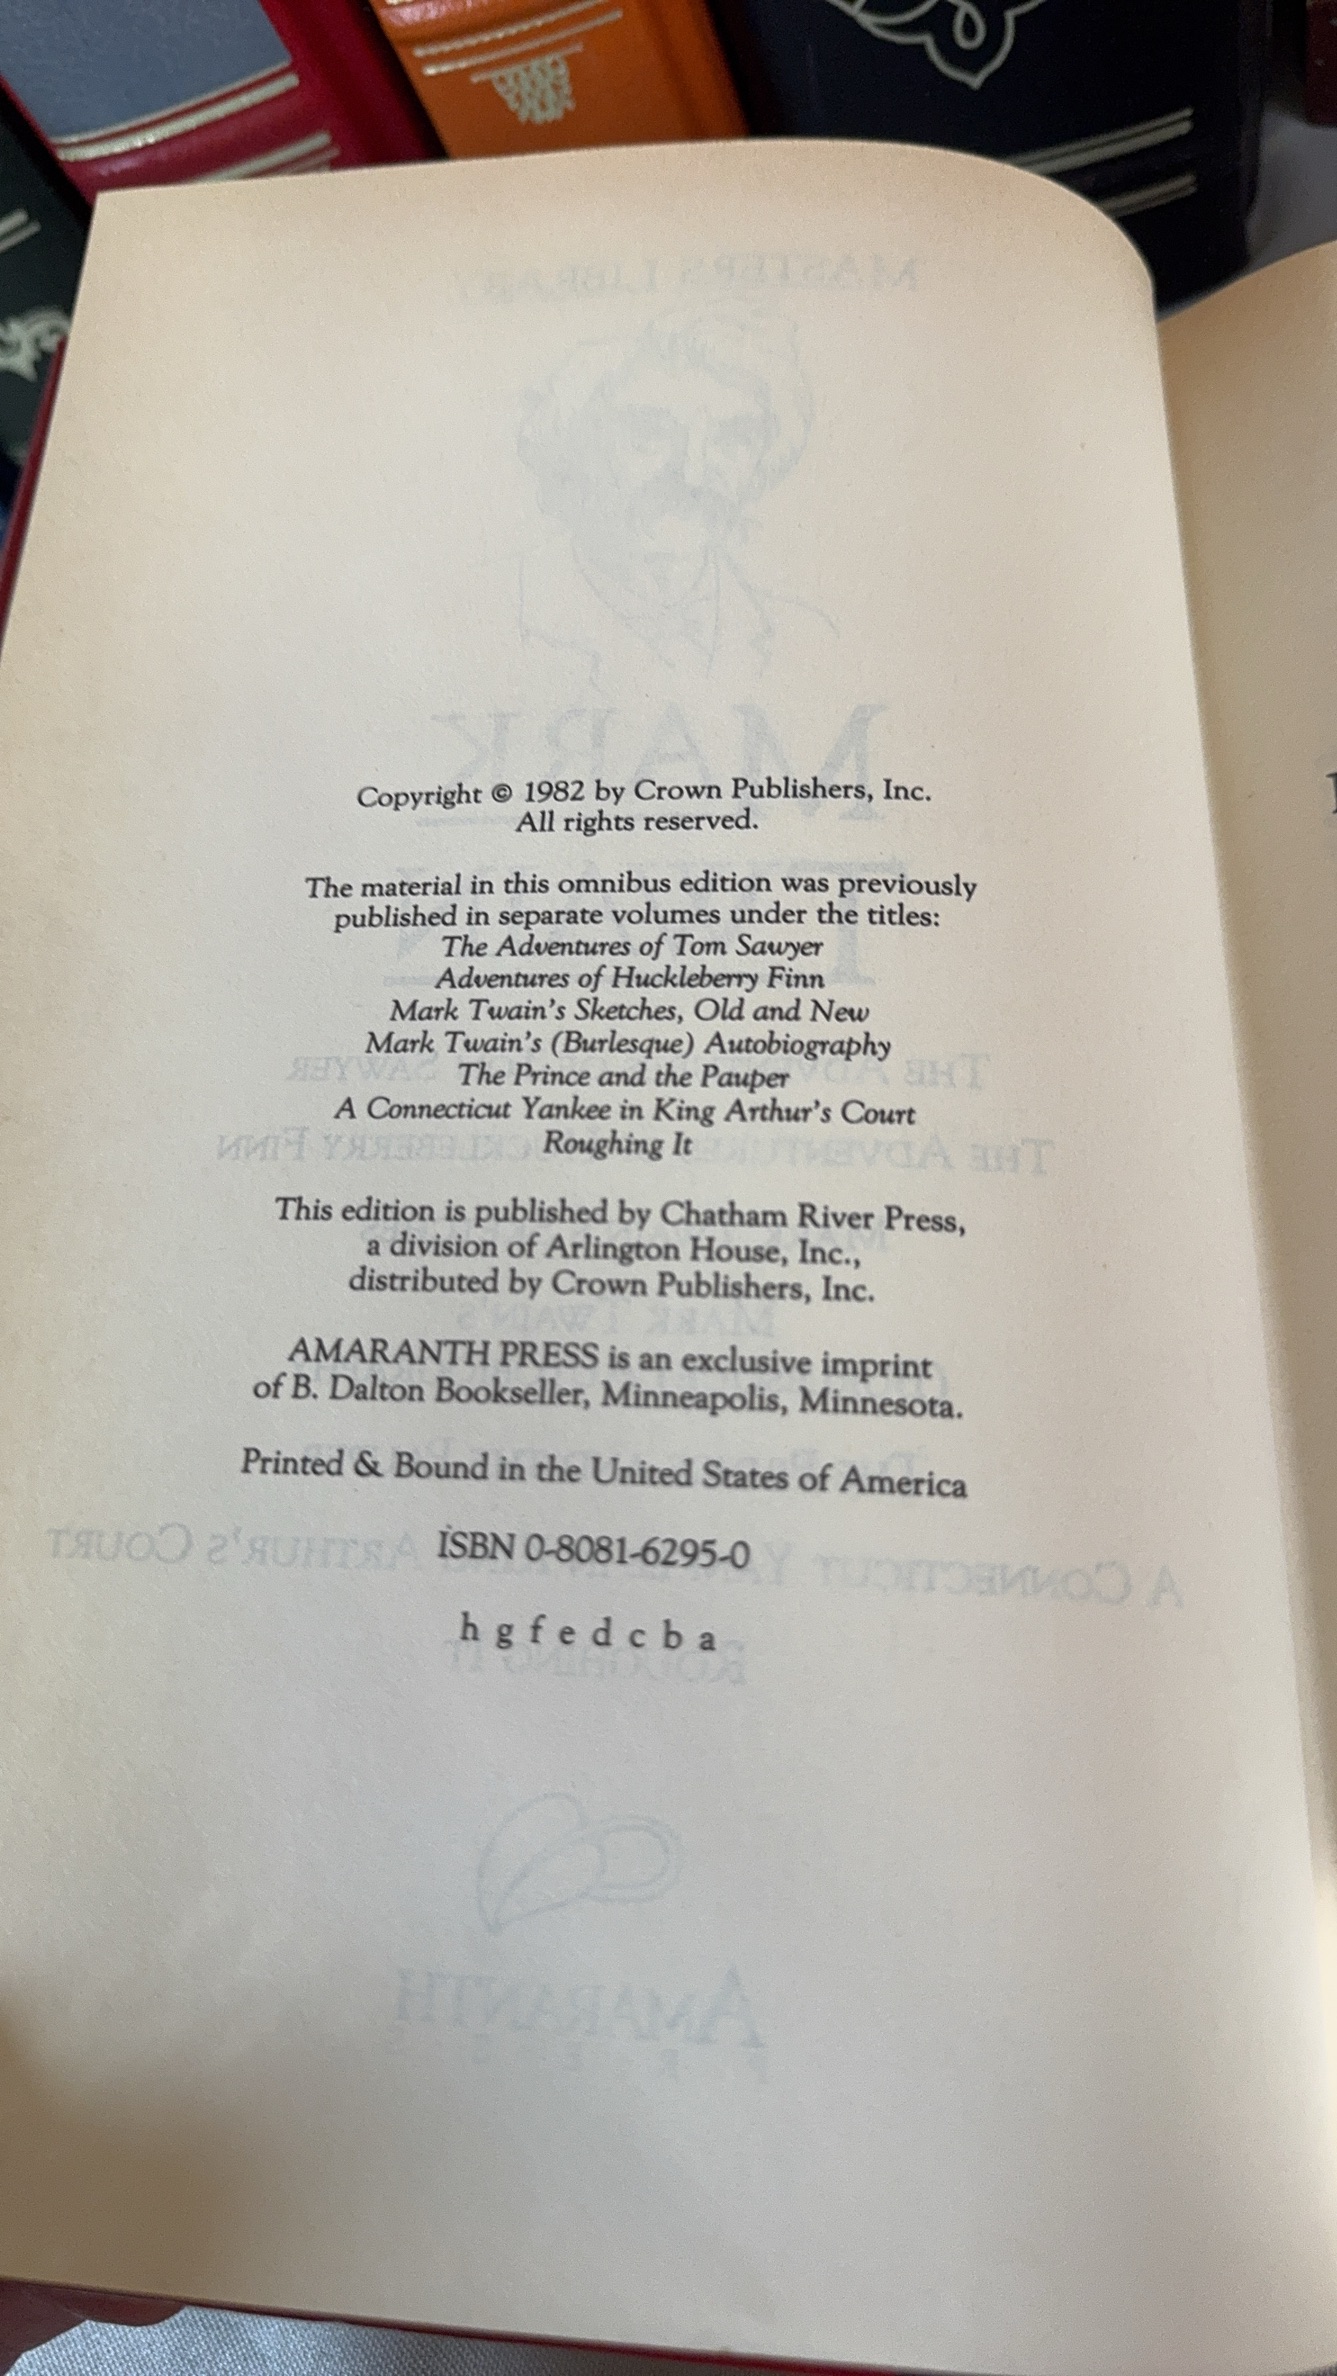 Copyright © 1982 by Crown Publishers, Inc.
All rights reserved.
The material in this omnibus edition was previously
published in separate volumes under the titles:
The Adventures of Tom Sawyer
Adventures of Huckleberry Finn
Mark Twain's Sketches, Old and New
Mark Twain's (Burlesque) Autobiography
The Prince and the Pauper
A Connecticut Yankee in King Arthur's Court
Roughing It
This edition is published by Chatham River Press,
a division of Arlington House, Inc.,
distributed by Crown Publishers, Inc.
AMARANTH PRESS is an exclusive imprint
of B. Dalton Bookseller, Minneapolis, Minnesota.
Printed & Bound in the United States of America
ISBN 0-8081-6295-0
h g f e d c b a